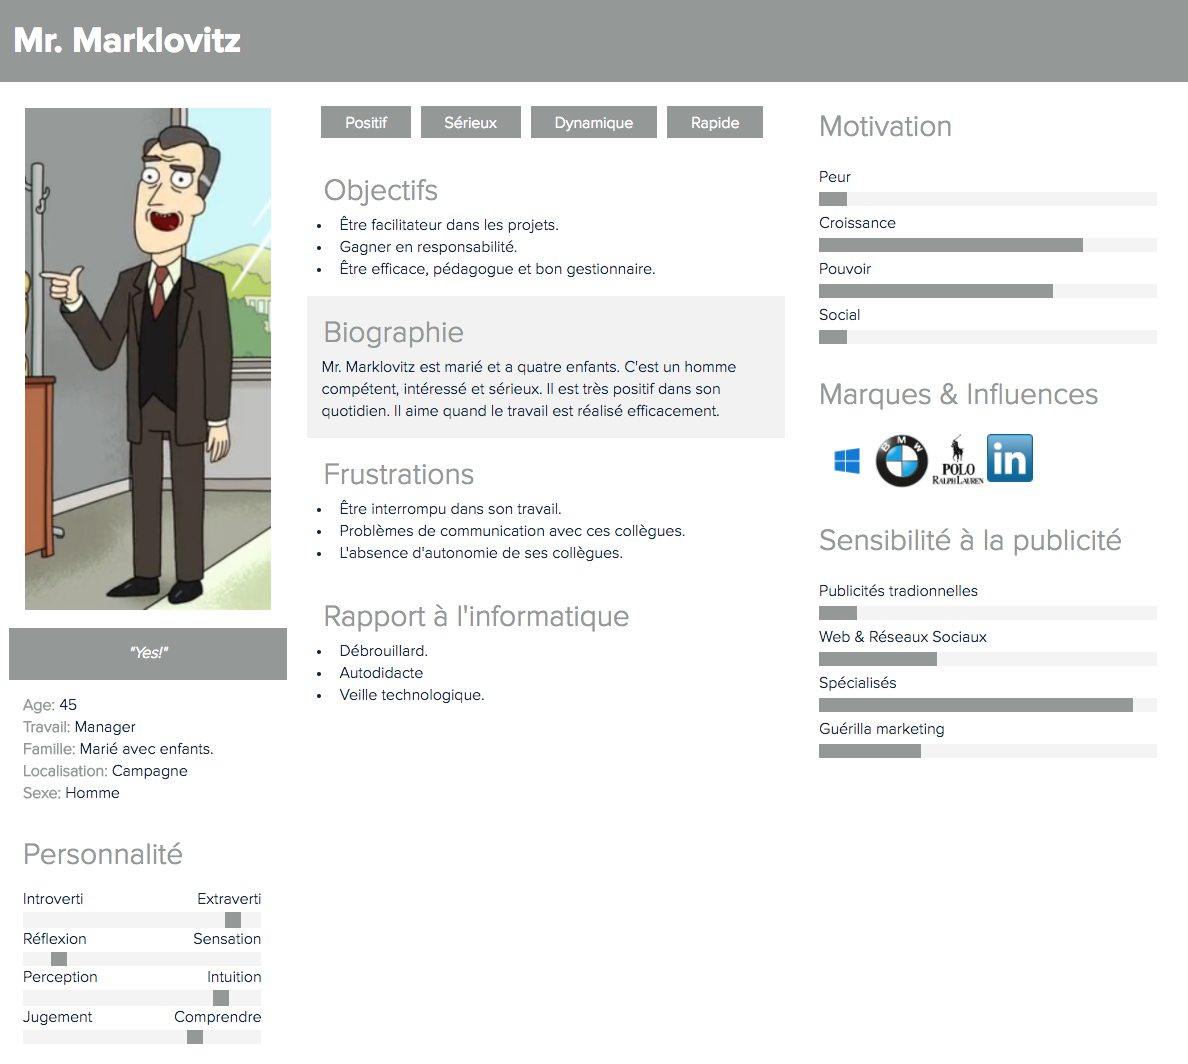 Mr. Marklovitz
"Yes!"
Age: 45
Travail: Manager
Famille: Marié avec enfants.
Localisation: Campagne
Sexe: Homme
Personnalité
Introverti Extraverti
Réflexion Sensation
Perception Intuition
Jugement Comprendre
Positif Sérieux Dynamique Rapide
Objectifs
• Être facilitateur dans les projets.
• Gagner en responsabilité.
• Être efficace, pédagogue et bon gestionnaire.
Biographie
Mr. Marklovitz est marié et a quatre enfants. C'est un homme
compétent, intéressé et sérieux. Il est très positif dans son
quotidien. Il aime quand le travail est réalisé efficacement.
Frustrations
• Être interrompu dans son travail.
• Problèmes de communication avec ces collègues.
• L'absence d'autonomie de ses collègues.
Rapport à l'informatique
• Débrouillard.
• Autodidacte
• Veille technologique.
Motivation
Peur
Croissance
Pouvoir
Social
Marques & Influences
BMW
POLO
RALPH LAUREN
in
Sensibilité à la publicité
Publicités tradionnelles
Web & Réseaux Sociaux
Spécialisés
Guérilla marketing